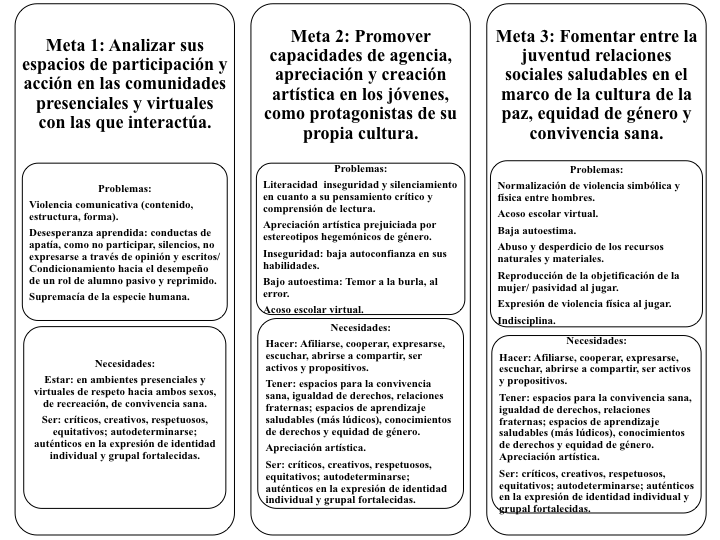 Meta 1: Analizar sus
espacios de participación y
acción en las comunidades
presenciales y virtuales
con las que interactúa.
Problemas:
Violencia comunicativa (contenido,
estructura, forma).
Desesperanza aprendida: conductas de
apatía, como no participar, silencios, no
expresarse a través de opinión y escritos/
Condicionamiento hacia el desempeño
de un rol de alumno pasivo y reprimido.
Supremacía de la especie humana.
Necesidades:
Estar: en ambientes presenciales y
virtuales de respeto hacia ambos sexos,
de recreación, de convivencia sana.
Ser: críticos, creativos, respetuosos,
equitativos; autodeterminarse;
auténticos en la expresión de identidad
individual y grupal fortalecidas.
Meta 2: Promover
capacidades de agencia,
apreciación y creación
artística en los jóvenes,
como protagonistas de su
propia cultura.
Problemas:
Literacidad inseguridad y silenciamiento
en cuanto a su pensamiento crítico y
comprensión de lectura.
Apreciación artística prejuiciada por
estereotipos hegemónicos de género.
Inseguridad: baja autoconfianza en sus
habilidades.
Bajo autoestima: Temor a la burla, al
error.
Acoso escolar virtual.
Necesidades:
Hacer: Afiliarse, cooperar, expresarse,
escuchar, abrirse a compartir, ser
activos y propositivos.
Tener: espacios para la convivencia
sana, igualdad de derechos, relaciones
fraternas; espacios de aprendizaje
saludables (más lúdicos), conocimientos
de derechos y equidad de género.
Apreciación artística.
Ser: críticos, creativos, respetuosos,
equitativos; autodeterminarse;
auténticos en la expresión de identidad
individual y grupal fortalecidas.
Meta 3: Fomentar entre la
juventud relaciones
sociales saludables en el
marco de la cultura de la
paz, equidad de género y
convivencia sana.
Problemas:
Normalización de violencia simbólica y
física entre hombres.
Acoso escolar virtual.
Baja autoestima.
Abuso y desperdicio de los recursos
naturales y materiales.
Reproducción de la objetificación de la
mujer/ pasividad al jugar.
Expresión de violencia física al jugar.
Indisciplina.
Necesidades:
Hacer: Afiliarse, cooperar, expresarse,
escuchar, abrirse a compartir, ser activos
y propositivos.
Tener: espacios para la convivencia sana,
igualdad de derechos, relaciones
fraternas; espacios de aprendizaje
saludables (más lúdicos), conocimientos
de derechos y equidad de género.
Apreciación artística.
Ser: críticos, creativos, respetuosos,
equitativos; autodeterminarse; auténticos
en la expresión de identidad individual y
grupal fortalecidas.